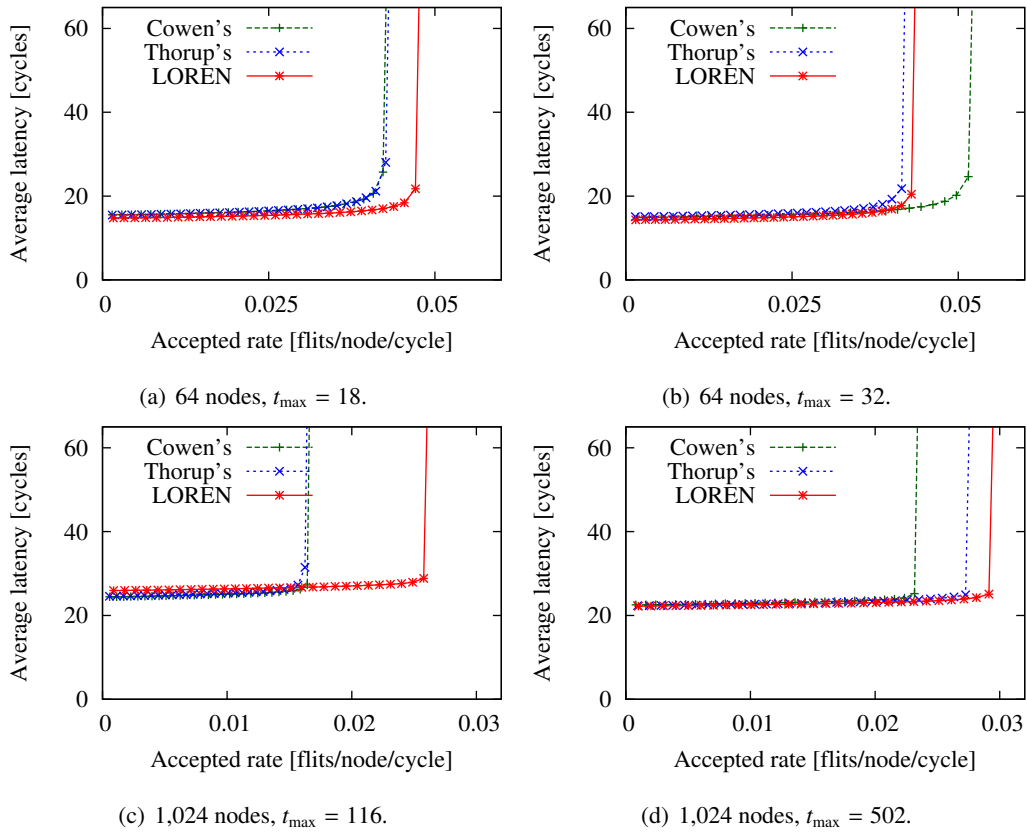 Average latency [cycles]
60
40
20
0
0
0.025
0.05
Cowen's
Thorup's
LOREN
Accepted rate [flits/node/cycle]
(a) 64 nodes, t_max = 18.
Average latency [cycles]
60
40
20
0
0
0.025
0.05
Cowen's
Thorup's
LOREN
Accepted rate [flits/node/cycle]
(b) 64 nodes, t_max = 32.
Average latency [cycles]
60
40
20
0
0
0.01
0.02
0.03
Cowen's
Thorup's
LOREN
Accepted rate [flits/node/cycle]
(c) 1,024 nodes, t_max = 116.
Average latency [cycles]
60
40
20
0
0
0.01
0.02
0.03
Cowen's
Thorup's
LOREN
Accepted rate [flits/node/cycle]
(d) 1,024 nodes, t_max = 502.